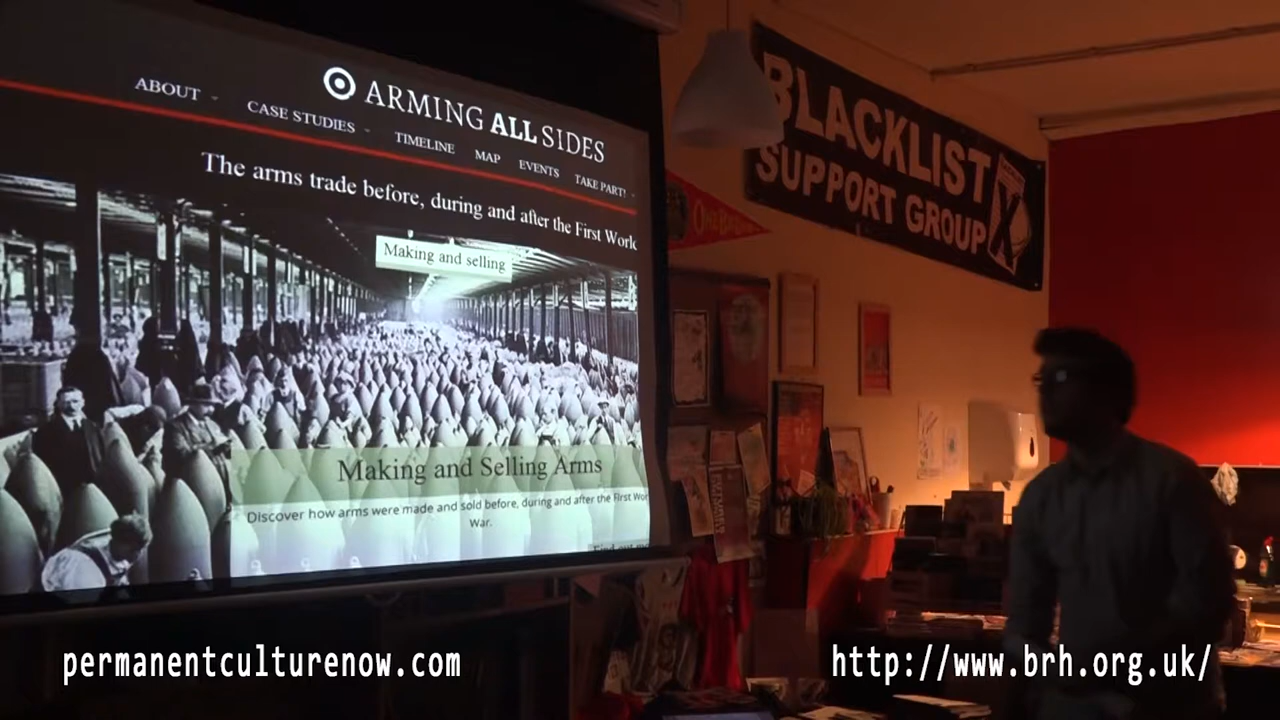 ARMING ALL SIDES
ABOUT
CASE STUDIES
TIMELINE
MAP
EVENTS
TAKE PART!
The arms trade before, during and after the First World
Making and selling
Making and Selling Arms
Discover how arms were made and sold before, during and after the First Wor
War.
BLACKLIST
SUPPORT GROUP
permanentculturenow.com
http://www.brh.org.uk/